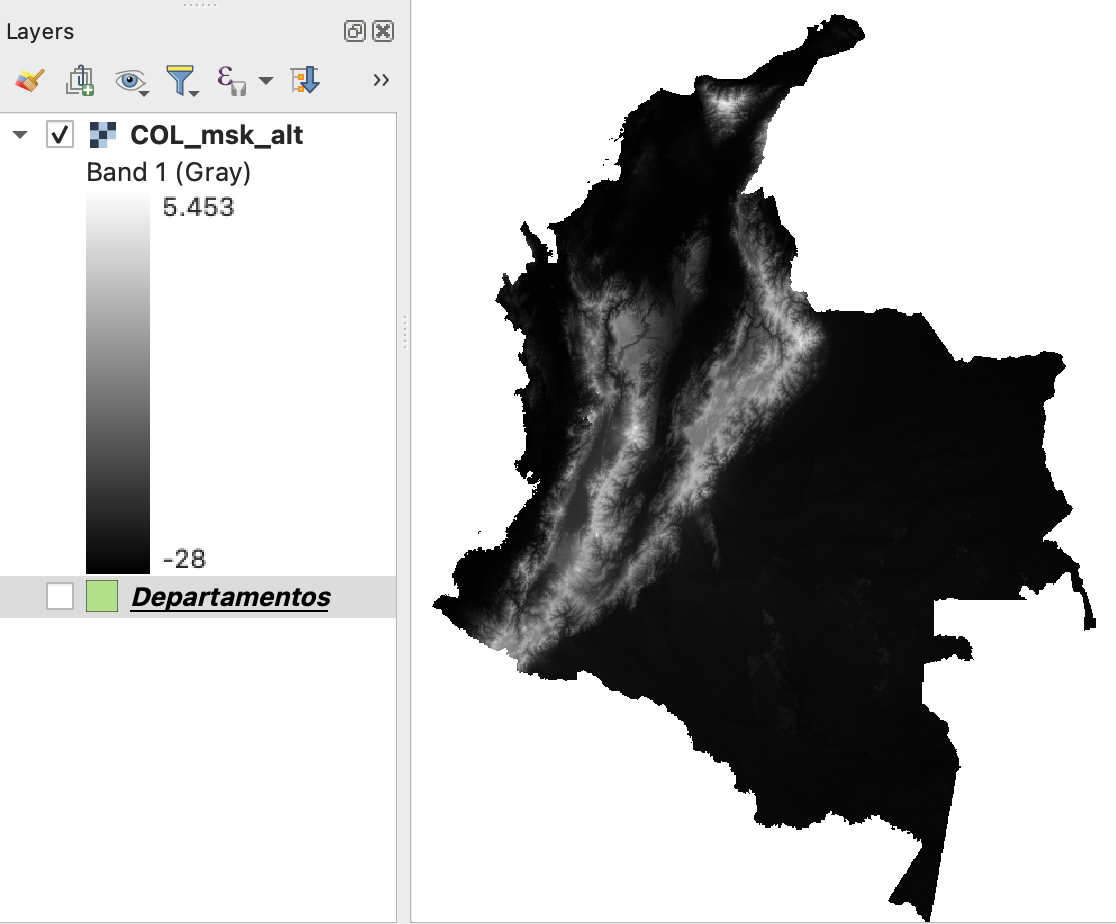 Layers
ε
»
COL_msk_alt
Band 1 (Gray)
5.453
-28
Departamentos